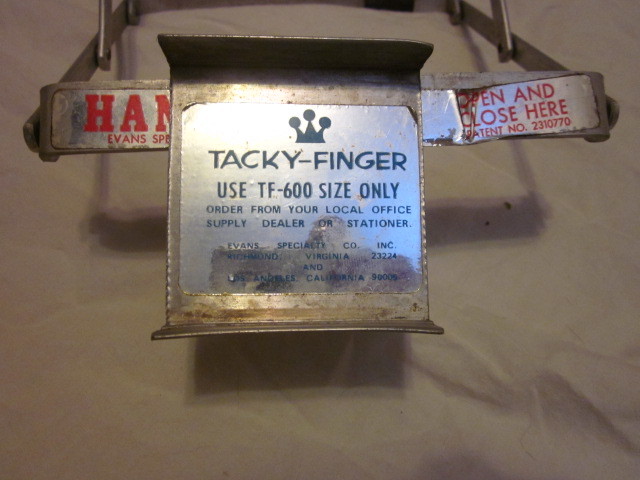 HAN
EVANS SPE
TACKY-FINGER
USE TF-600 SIZE ONLY
ORDER FROM YOUR LOCAL OFFICE
SUPPLY DEALER OR STATIONER.
EVANS SPECIALTY CO. INC.
RICHMOND, VIRGINIA 23224
AND
LOS ANGELES, CALIFORNIA 90005
PEN AND
CLOSE HERE
PATENT NO. 2310770